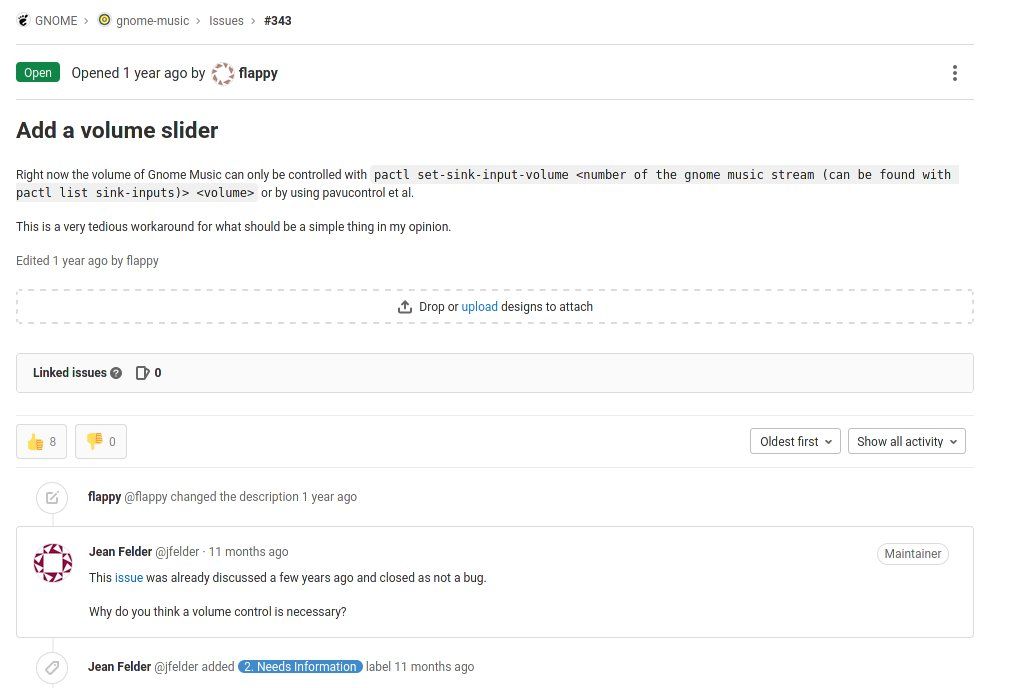 GNOME › gnome-music › Issues › #343
Open Opened 1 year ago by flappy
Add a volume slider
Right now the volume of Gnome Music can only be controlled with pactl set-sink-input-volume <number of the gnome music stream (can be found with
pactl list sink-inputs)> <volume> or by using pavucontrol et al.
This is a very tedious workaround for what should be a simple thing in my opinion.
Edited 1 year ago by flappy
Drop or upload designs to attach
Linked issues ? 0
8 0 Oldest first Show all activity
flappy @flappy changed the description 1 year ago
Jean Felder @jfelder · 11 months ago Maintainer
This issue was already discussed a few years ago and closed as not a bug.
Why do you think a volume control is necessary?
Jean Felder @jfelder added 2. Needs Information label 11 months ago